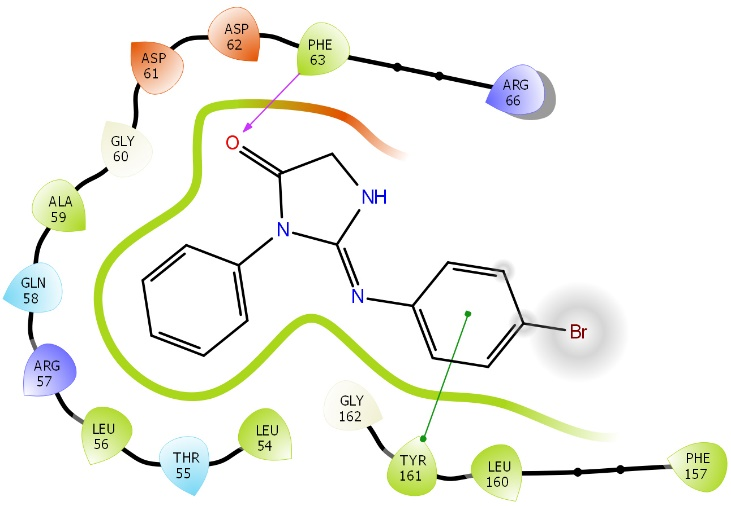 ASP
62
PHE
63
ASP
61
ARG
66
GLY
60
O
NH
ALA
59
N
GLN
58
N
Br
ARG
57
GLY
162
LEU
56
LEU
54
THR
55
TYR
161
LEU
160
PHE
157